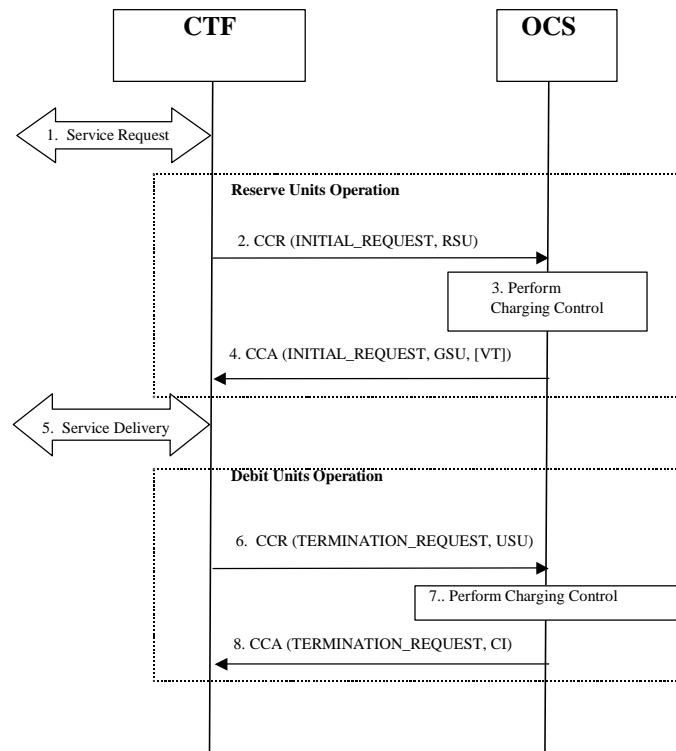 CTF
OCS
1. Service Request
Reserve Units Operation
2. CCR (INITIAL_REQUEST, RSU)
3. Perform
Charging Control
4. CCA (INITIAL_REQUEST, GSU, [VT])
5. Service Delivery
Debit Units Operation
6. CCR (TERMINATION_REQUEST, USU)
7.. Perform Charging Control
8. CCA (TERMINATION_REQUEST, CI)